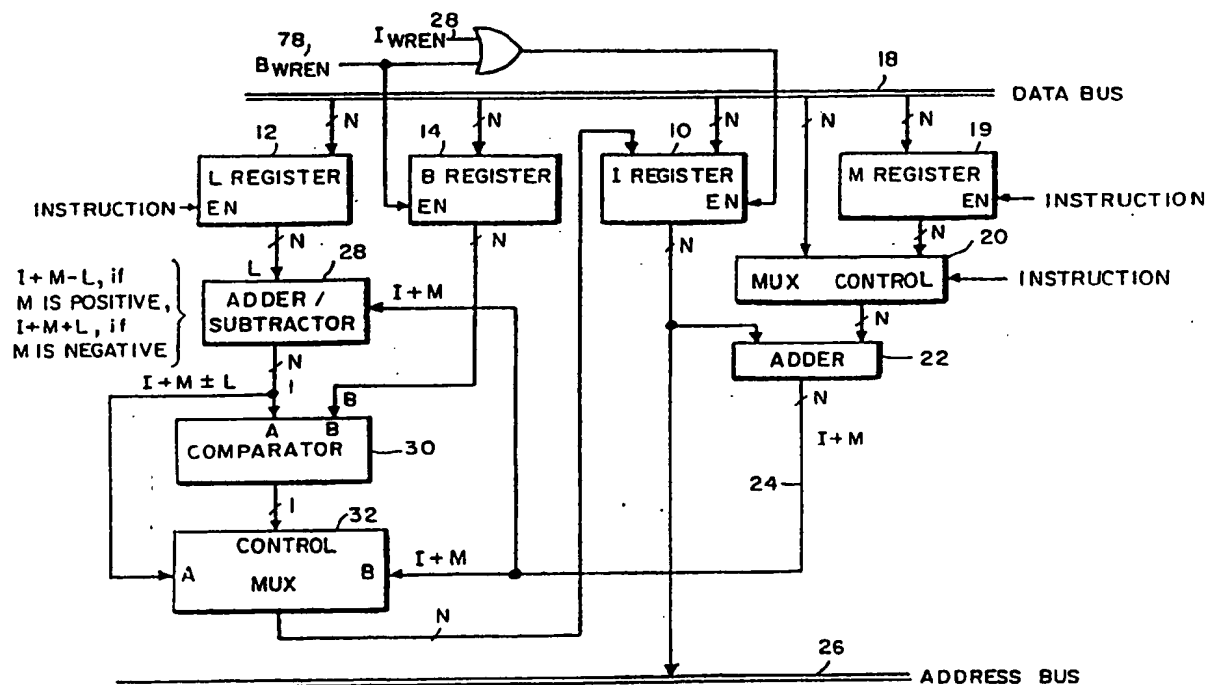 28
I WREN
78,
B WREN
18
DATA BUS
N
N
N
N
N
12
14
10
19
L REGISTER
EN
B REGISTER
EN
I REGISTER
EN
M REGISTER
EN
INSTRUCTION
INSTRUCTION
N
N
N
N
20
I+M-L, if
M IS POSITIVE,
I+M+L, if
M IS NEGATIVE
L
28
ADDER /
SUBTRACTOR
I+M
MUX CONTROL
INSTRUCTION
N
N
ADDER
22
I+M±L
I
B
N
A B
COMPARATOR
30
I+M
24
I
32
CONTROL
A
MUX
B
I+M
N
26
ADDRESS BUS